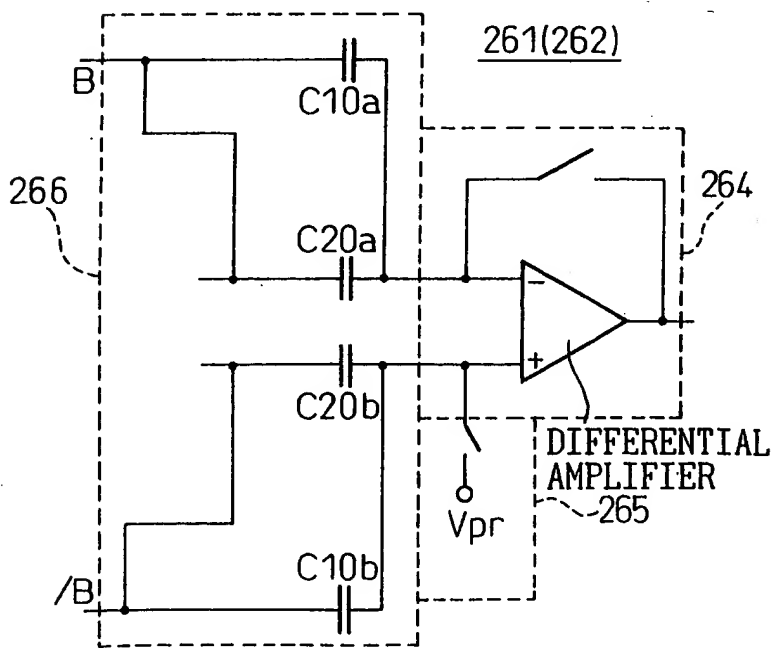 261(262)
B
C10a
266
264
C20a
−
+
C20b
DIFFERENTIAL
AMPLIFIER
265
Vpr
C10b
/B